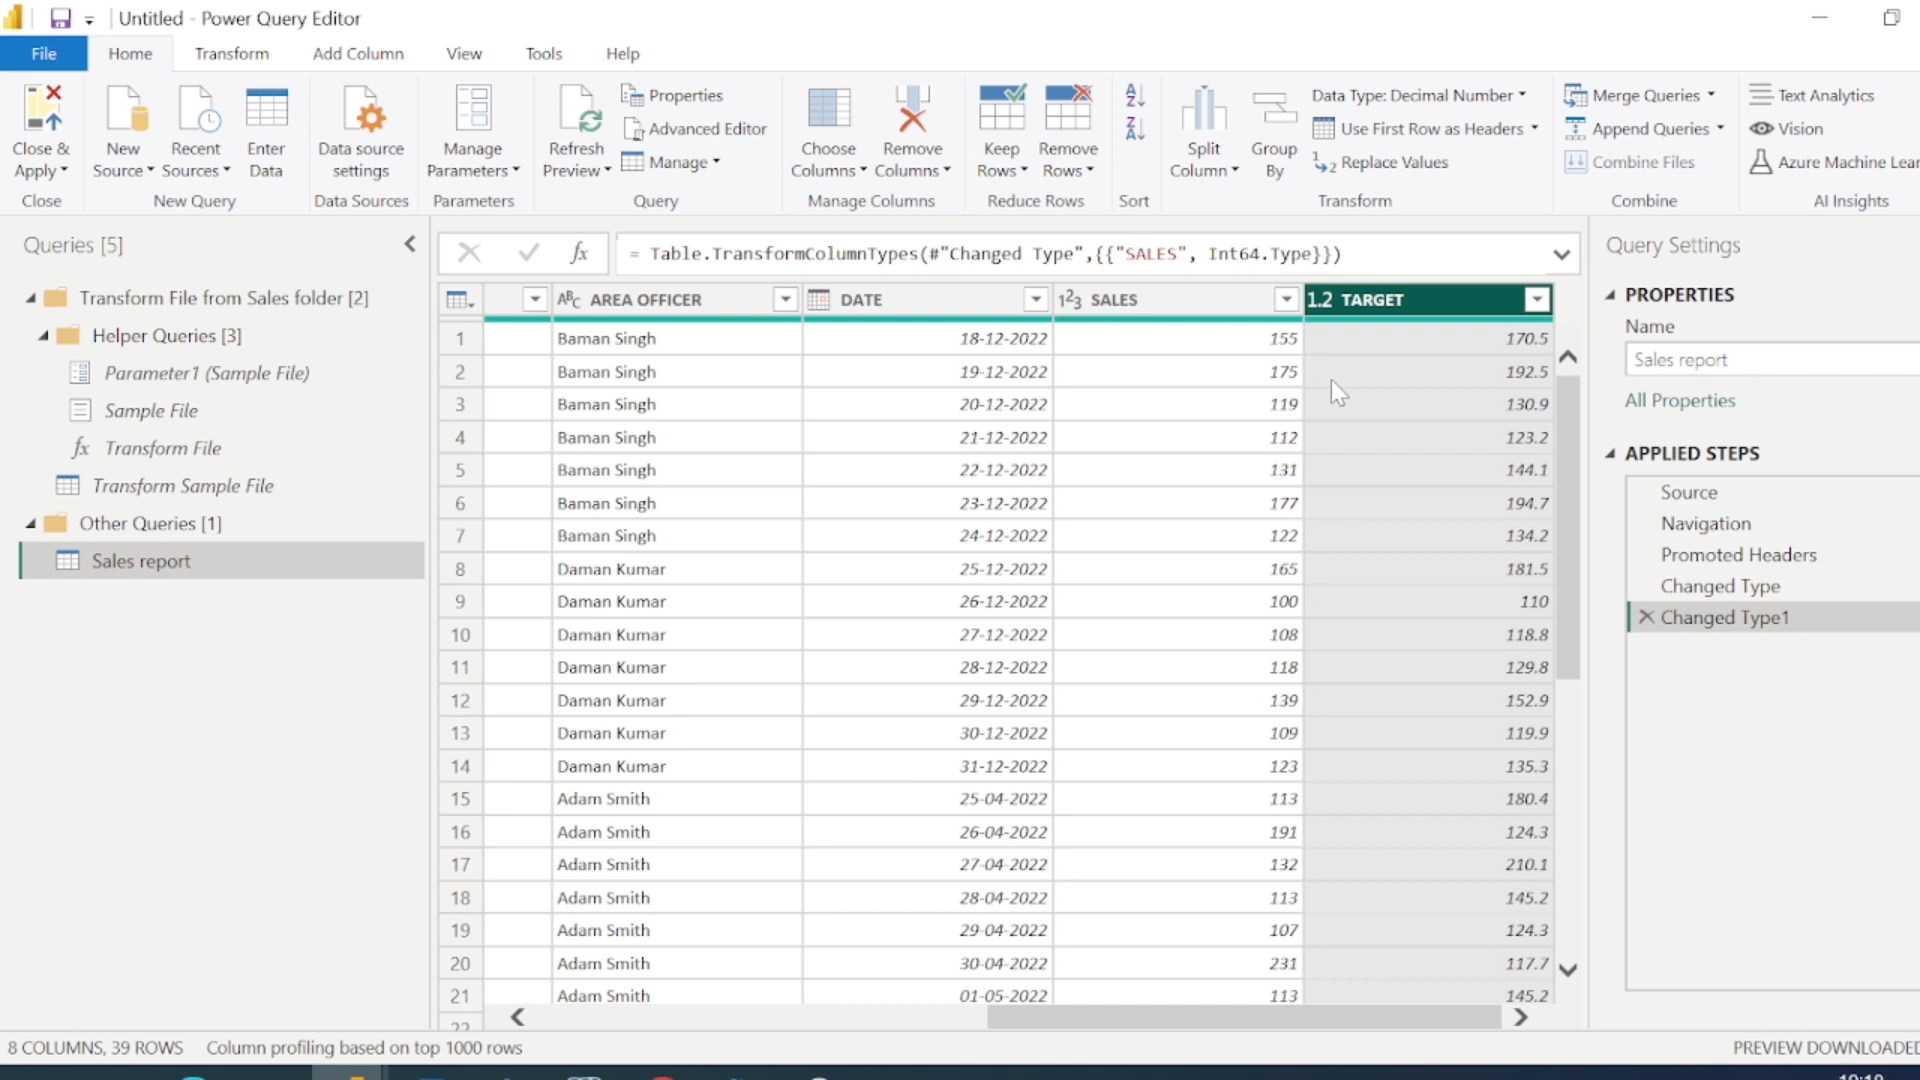 Untitled - Power Query Editor
File Home Transform Add Column View Tools Help
Close & Apply
New Source
Recent Sources
Enter Data
Data source settings
Manage Parameters
Refresh Preview
Properties
Advanced Editor
Manage
Choose Columns
Remove Columns
Keep Rows
Remove Rows
Split Column
Group By
Data Type: Decimal Number
Use First Row as Headers
Replace Values
Merge Queries
Append Queries
Combine Files
Text Analytics
Vision
Azure Machine Lear
Close New Query Data Sources Parameters Query Manage Columns Reduce Rows Sort Transform Combine AI Insights
Queries [5]
Transform File from Sales folder [2]
Helper Queries [3]
Parameter1 (Sample File)
Sample File
fx Transform File
Transform Sample File
Other Queries [1]
Sales report
fx = Table.TransformColumnTypes(#"Changed Type",{{"SALES", Int64.Type}})
ABC AREA OFFICER DATE 123 SALES 1.2 TARGET
1 Baman Singh 18-12-2022 155 170.5
2 Baman Singh 19-12-2022 175 192.5
3 Baman Singh 20-12-2022 119 130.9
4 Baman Singh 21-12-2022 112 123.2
5 Baman Singh 22-12-2022 131 144.1
6 Baman Singh 23-12-2022 177 194.7
7 Baman Singh 24-12-2022 122 134.2
8 Daman Kumar 25-12-2022 165 181.5
9 Daman Kumar 26-12-2022 100 110
10 Daman Kumar 27-12-2022 108 118.8
11 Daman Kumar 28-12-2022 118 129.8
12 Daman Kumar 29-12-2022 139 152.9
13 Daman Kumar 30-12-2022 109 119.9
14 Daman Kumar 31-12-2022 123 135.3
15 Adam Smith 25-04-2022 113 180.4
16 Adam Smith 26-04-2022 191 124.3
17 Adam Smith 27-04-2022 132 210.1
18 Adam Smith 28-04-2022 113 145.2
19 Adam Smith 29-04-2022 107 124.3
20 Adam Smith 30-04-2022 231 117.7
21 Adam Smith 01-05-2022 113 145.2
22
Query Settings
PROPERTIES
Name
Sales report
All Properties
APPLIED STEPS
Source
Navigation
Promoted Headers
Changed Type
Changed Type1
8 COLUMNS, 39 ROWS Column profiling based on top 1000 rows PREVIEW DOWNLOADED